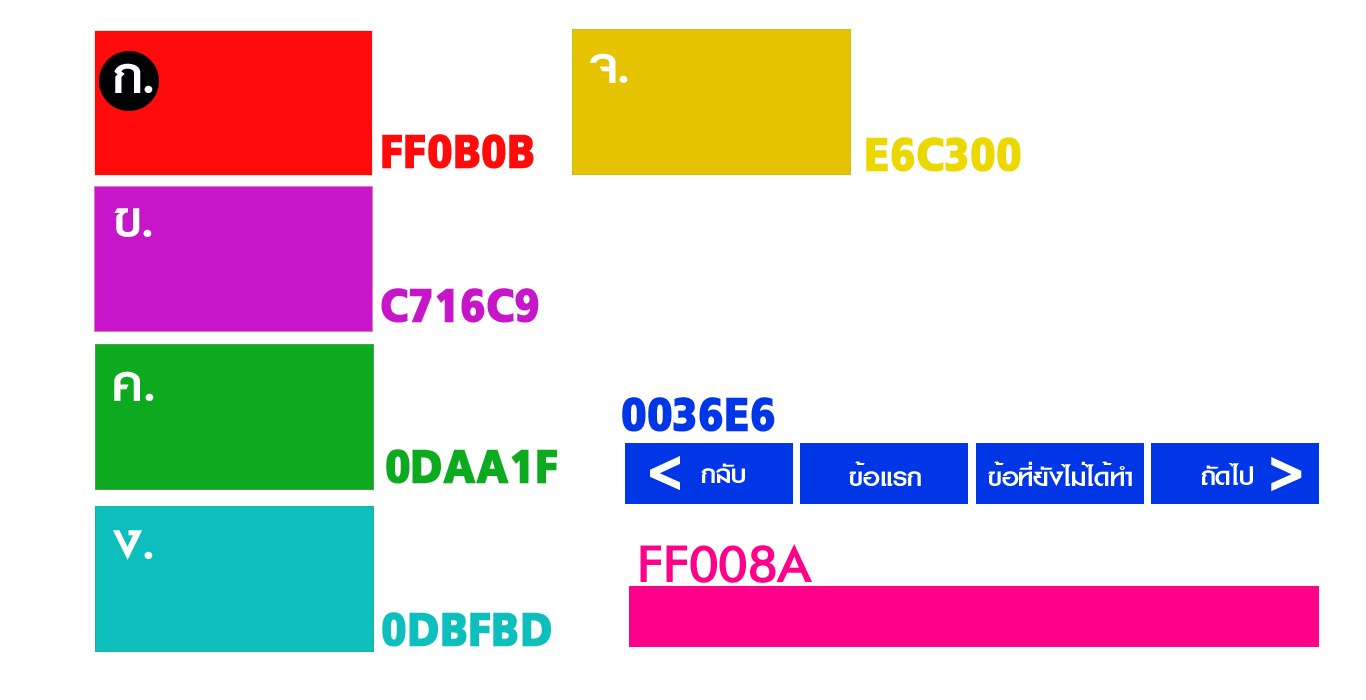 ก.
FF0B0B
ข.
C716C9
ค.
0DAA1F
ง.
0DBFBD
จ.
E6C300
0036E6
< กลับ
ข้อแรก
ข้อที่ยังไม่ได้ทำ
ถัดไป >
FF008A